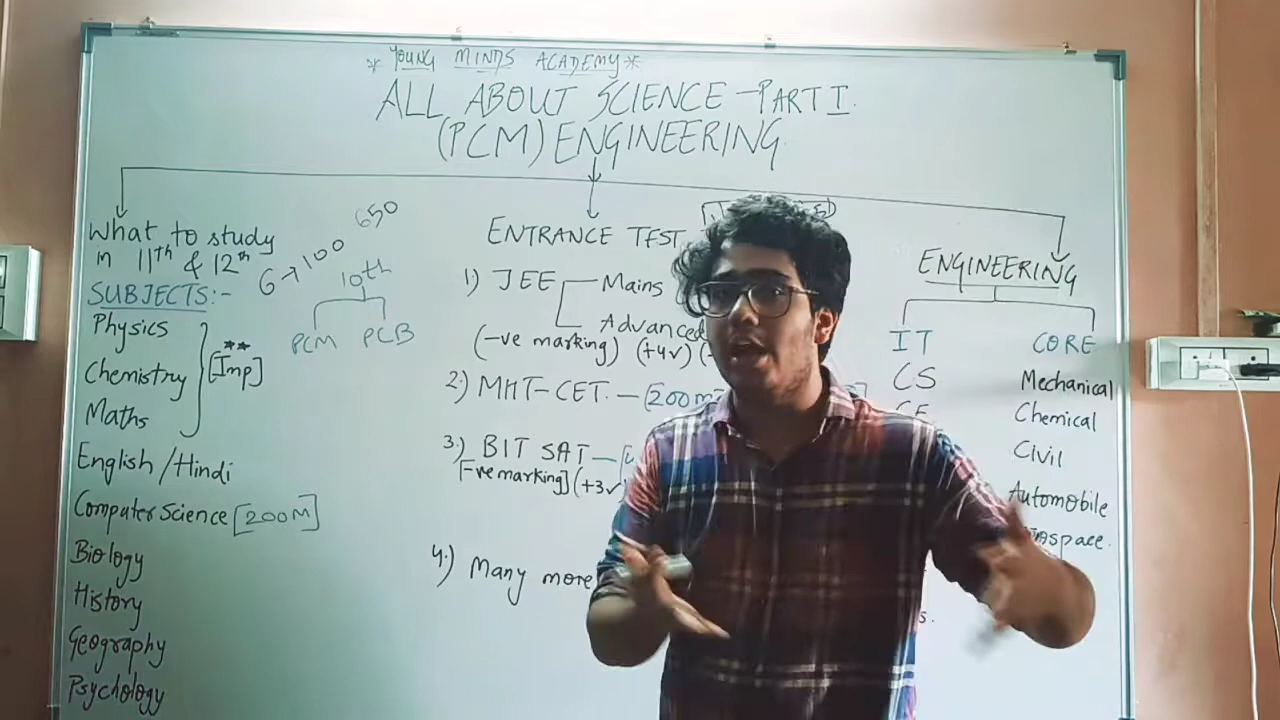 * YOUNG MINDS ACADEMY *
ALL ABOUT SCIENCE - PART I
(PCM) ENGINEERING
What to study
in 11th & 12th
SUBJECTS:-
Physics
Chemistry
Maths
[Imp]
**
English/Hindi
Computer Science [200M]
Biology
History
Geography
Psychology
6 → 100
650
10th
PCM PCB
ENTRANCE TEST
1) JEE
Mains
Advanced
(-ve marking) (+4✓)
2) MHT-CET. - [200m
3) BIT SAT -
[-ve marking] (+3✓
4.) Many more
ENGINEERING
IT
CS
CORE
Mechanical
Chemical
Civil
Automobile